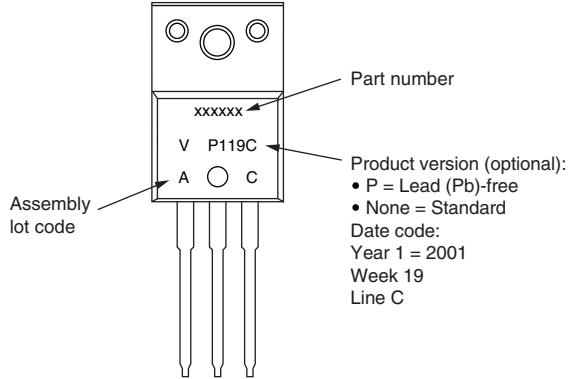 Part number
xxxxxx
V P119C
A C
Assembly
lot code
Product version (optional):
• P = Lead (Pb)-free
• None = Standard
Date code:
Year 1 = 2001
Week 19
Line C